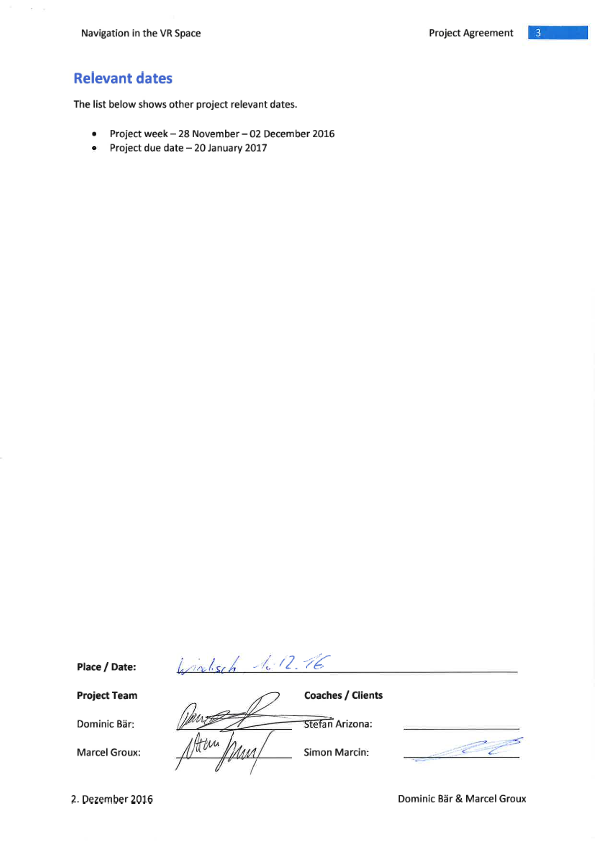 Navigation in the VR Space Project Agreement 3
Relevant dates
The list below shows other project relevant dates.
• Project week – 28 November – 02 December 2016
• Project due date – 20 January 2017
Place / Date: Windisch 1.12.16
Project Team Coaches / Clients
Dominic Bär: Stefan Arizona:
Marcel Groux: Simon Marcin:
2. Dezember 2016 Dominic Bär & Marcel Groux